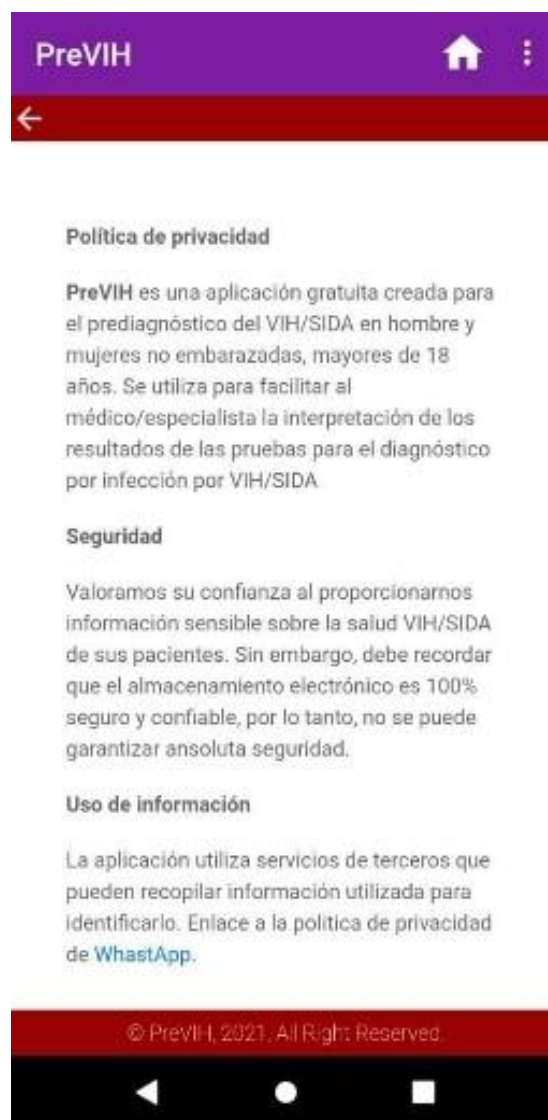 PreVIH
Política de privacidad
PreVIH es una aplicación gratuita creada para
el prediagnóstico del VIH/SIDA en hombre y
mujeres no embarazadas, mayores de 18
años. Se utiliza para facilitar al
médico/especialista la interpretación de los
resultados de las pruebas para el diagnóstico
por infección por VIH/SIDA
Seguridad
Valoramos su confianza al proporcionarnos
información sensible sobre la salud VIH/SIDA
de sus pacientes. Sin embargo, debe recordar
que el almacenamiento electrónico es 100%
seguro y confiable, por lo tanto, no se puede
garantizar ansoluta seguridad.
Uso de información
La aplicación utiliza servicios de terceros que
pueden recopilar información utilizada para
identificarlo. Enlace a la política de privacidad
de WhastApp.
© PreVIH, 2021, All Right Reserved.